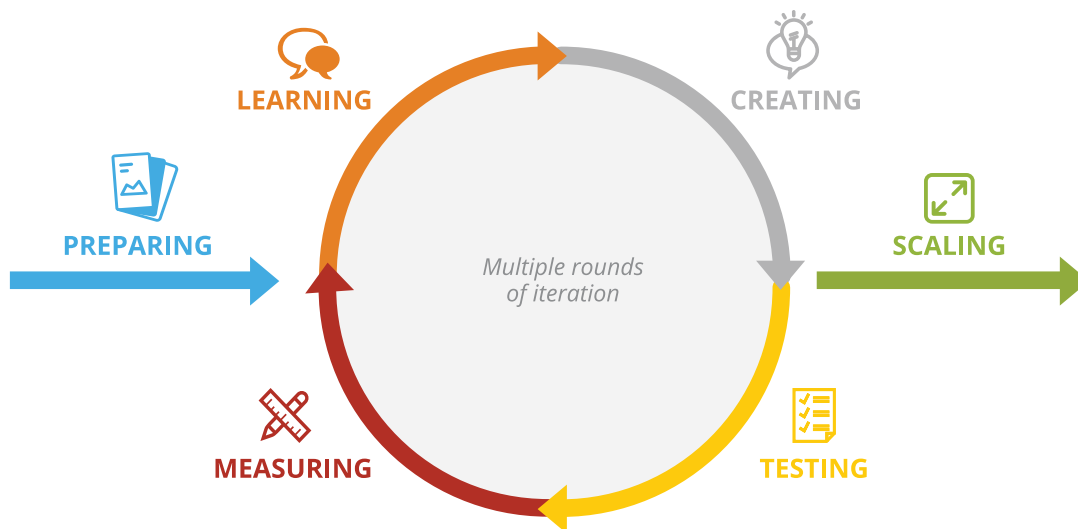 LEARNING
CREATING
PREPARING
SCALING
Multiple rounds
of iteration
MEASURING
TESTING